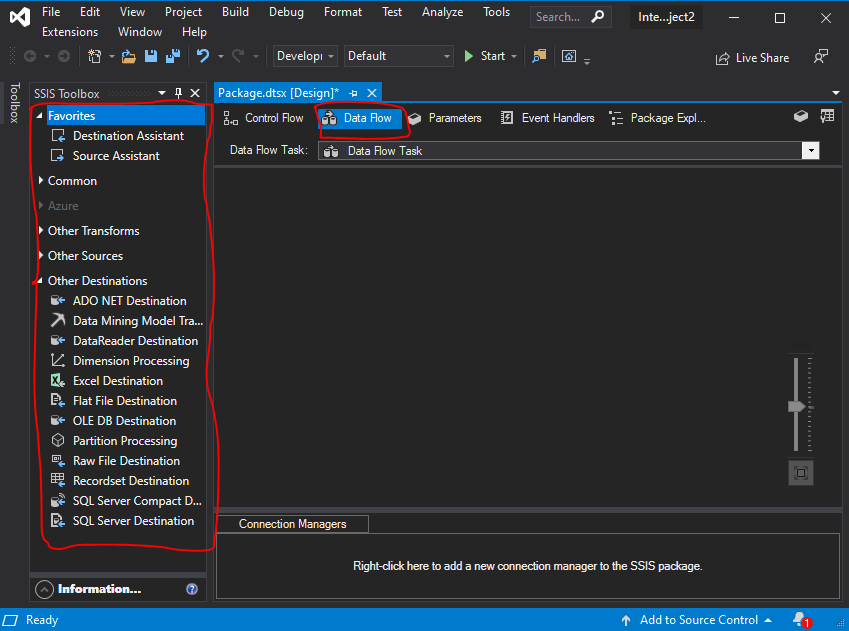 File Edit View Project Build Debug Format Test Analyze Tools
Search...
Inte...ject2
Extensions Window Help
Developi Default Start
Live Share
Toolbox
SSIS Toolbox
Package.dtsx [Design]*
Favorites
Destination Assistant
Source Assistant
Common
Azure
Other Transforms
Other Sources
Other Destinations
ADO NET Destination
Data Mining Model Tra...
DataReader Destination
Dimension Processing
Excel Destination
Flat File Destination
OLE DB Destination
Partition Processing
Raw File Destination
Recordset Destination
SQL Server Compact D...
SQL Server Destination
Information...
Control Flow Data Flow Parameters Event Handlers Package Expl...
Data Flow Task: Data Flow Task
Connection Managers
Right-click here to add a new connection manager to the SSIS package.
Ready
Add to Source Control
1